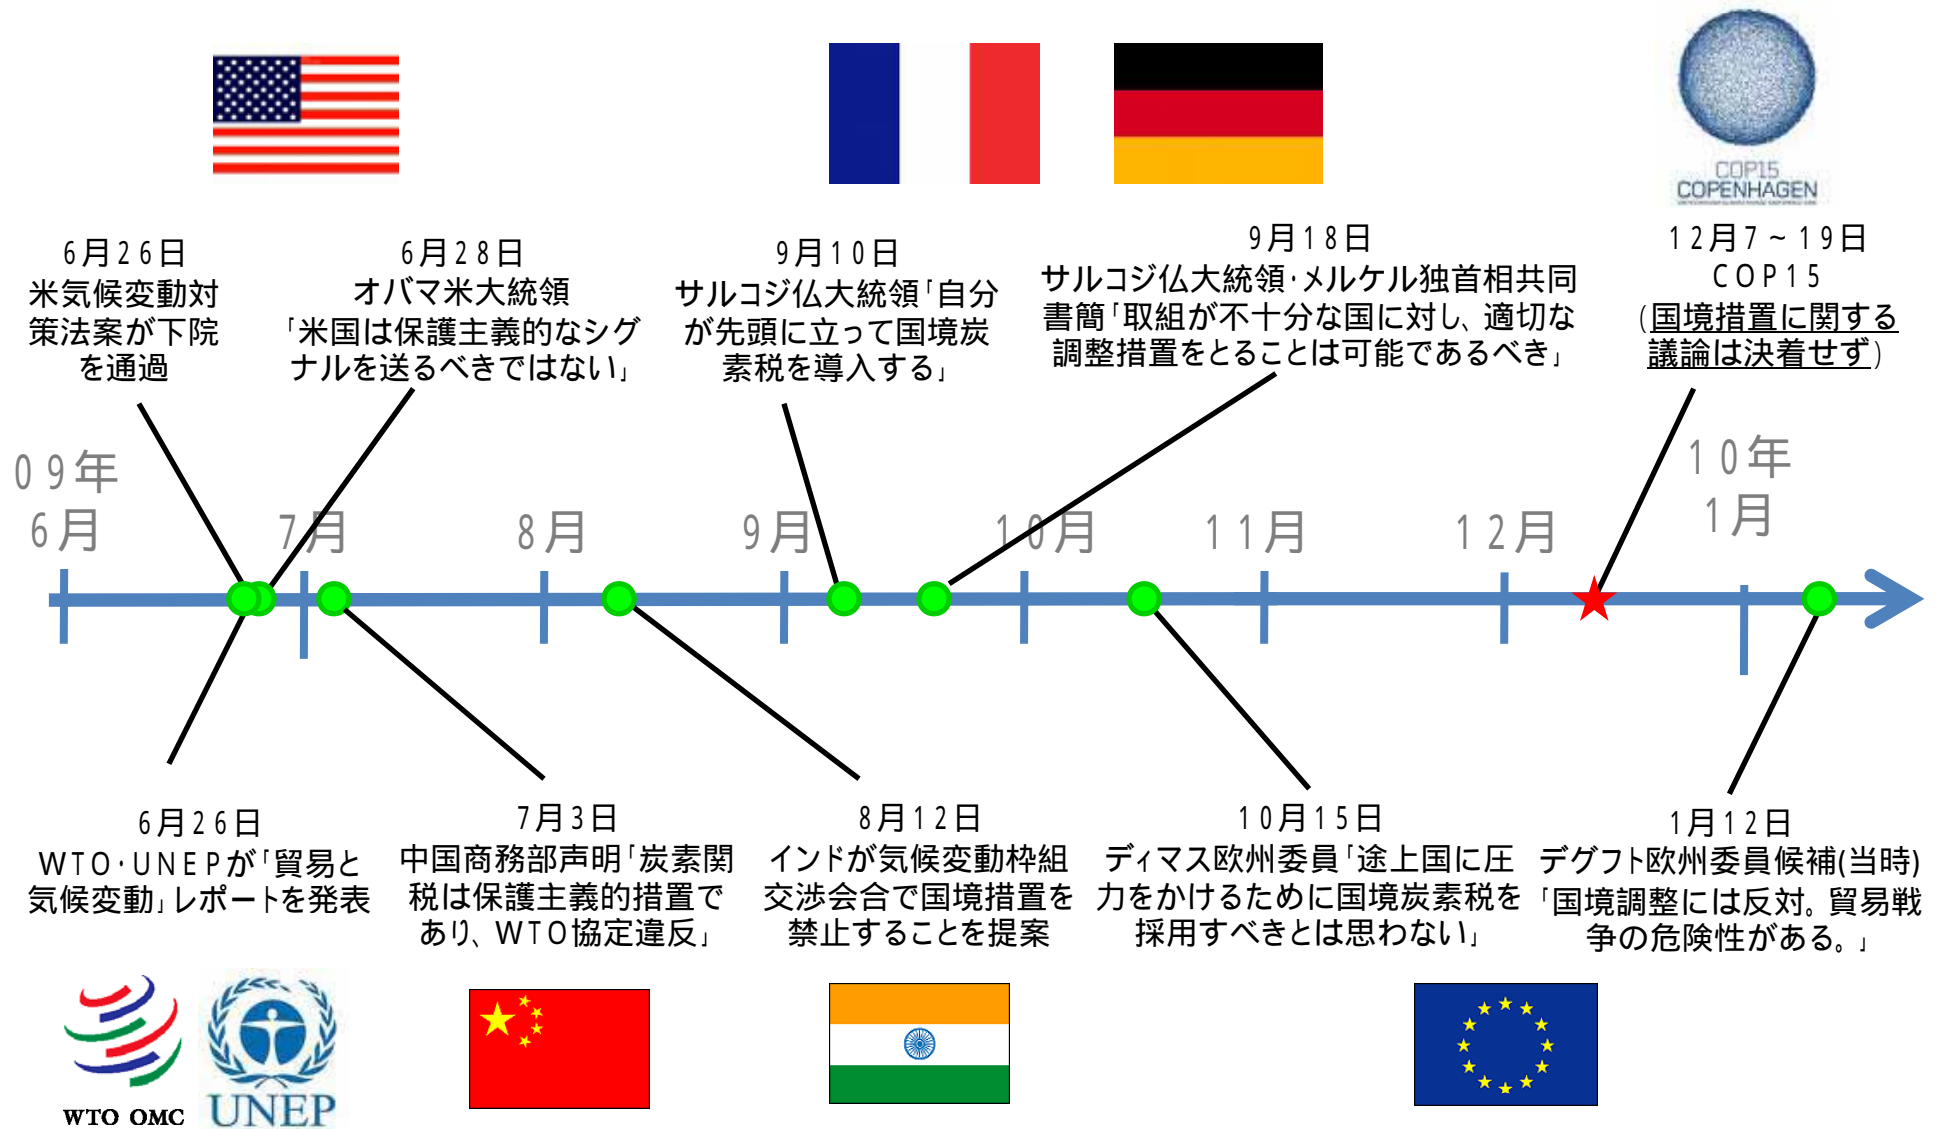 COP15
COPENHAGEN
6月26日
米気候変動対
策法案が下院
を通過
6月28日
オバマ米大統領
「米国は保護主義的なシグ
ナルを送るべきではない」
9月10日
サルコジ仏大統領「自分
が先頭に立って国境炭
素税を導入する」
9月18日
サルコジ仏大統領・メルケル独首相共同
書簡「取組が不十分な国に対し、適切な
調整措置をとることは可能であるべき」
12月7~19日
COP15
(国境措置に関する
議論は決着せず)
09年
6月
7月
8月
9月
10月
11月
12月
10年
1月
6月26日
WTO・UNEPが「貿易と
気候変動」レポートを発表
7月3日
中国商務部声明「炭素関
税は保護主義的措置で
あり、WTO協定違反」
8月12日
インドが気候変動枠組
交渉会合で国境措置を
禁止することを提案
10月15日
ディマス欧州委員「途上国に圧
力をかけるために国境炭素税を
採用すべきとは思わない」
1月12日
デグフト欧州委員候補(当時)
「国境調整には反対。貿易戦
争の危険性がある。」
WTO OMC
UNEP